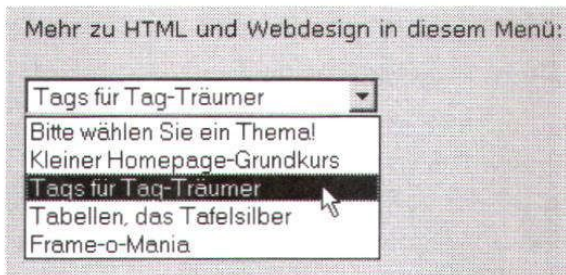 Mehr zu HTML und Webdesign in diesem Menü:
Tags für Tag-Träumer
Bitte wählen Sie ein Thema!
Kleiner Homepage-Grundkurs
Tags für Tag-Träumer
Tabellen, das Tafelsilber
Frame-o-Mania